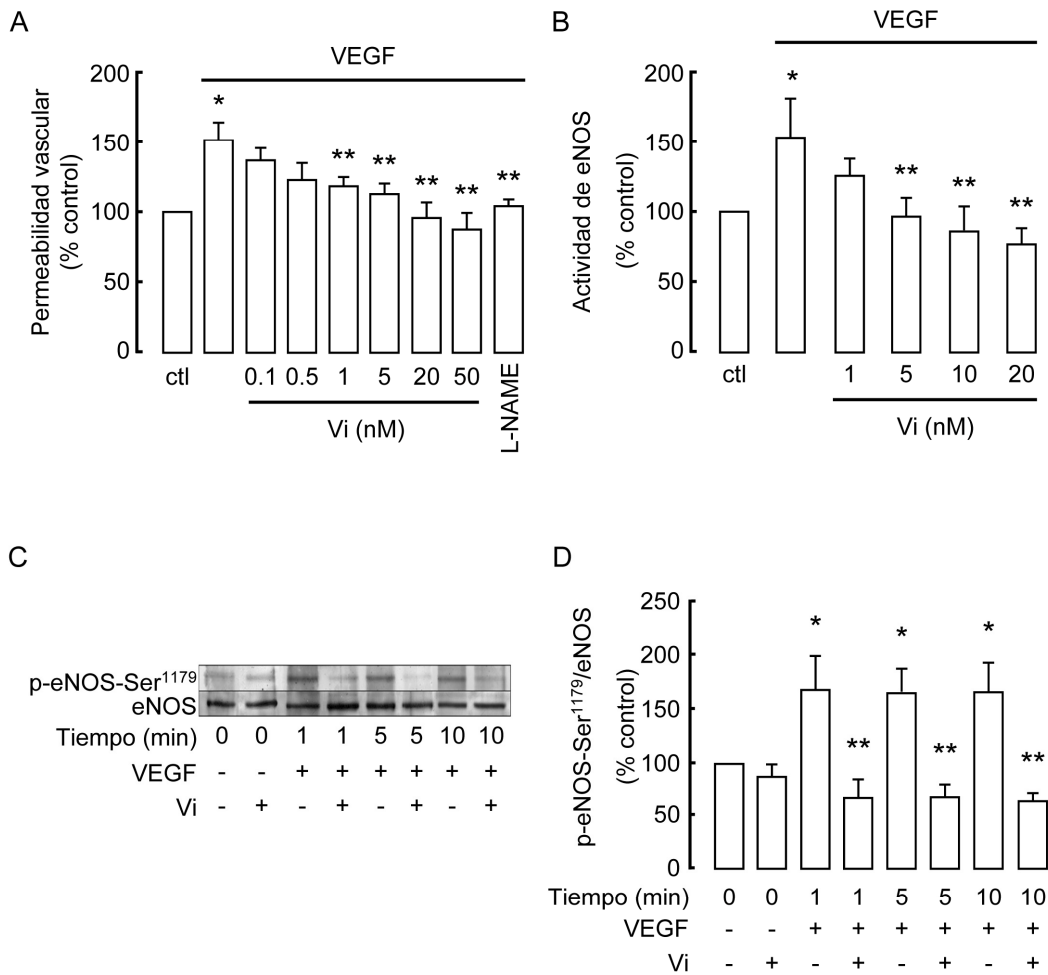 A
VEGF
Permeabilidad vascular
(% control)
200
150
100
50
0
*
**
**
**
**
**
ctl
0.1 0.5 1 5 20 50
L-NAME
Vi (nM)
B
VEGF
Actividad de eNOS
(% control)
200
150
100
50
0
*
**
**
**
ctl
1 5 10 20
Vi (nM)
C
p-eNOS-Ser¹¹⁷⁹
eNOS
Tiempo (min) 0 0 1 1 5 5 10 10
VEGF - - + + + + + +
Vi - + - + - + - +
D
p-eNOS-Ser¹¹⁷⁹/eNOS
(% control)
250
200
150
100
50
0
*
**
*
**
*
**
Tiempo (min) 0 0 1 1 5 5 10 10
VEGF - - + + + + + +
Vi - + - + - + - +